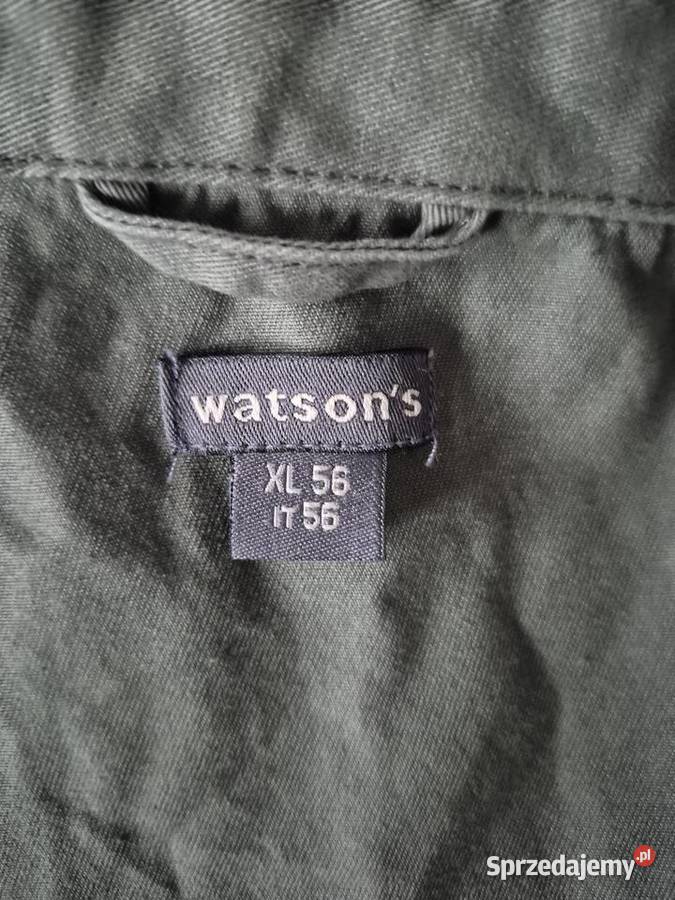 watson's
XL 56
IT 56
Sprzedajemy.pl